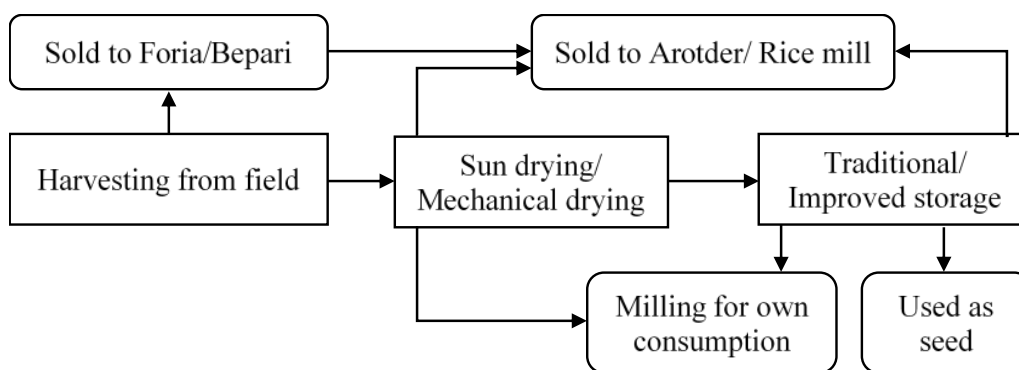 Sold to Foria/Bepari
Sold to Arotder/ Rice mill
Harvesting from field
Sun drying/
Mechanical drying
Traditional/
Improved storage
Milling for own
consumption
Used as
seed